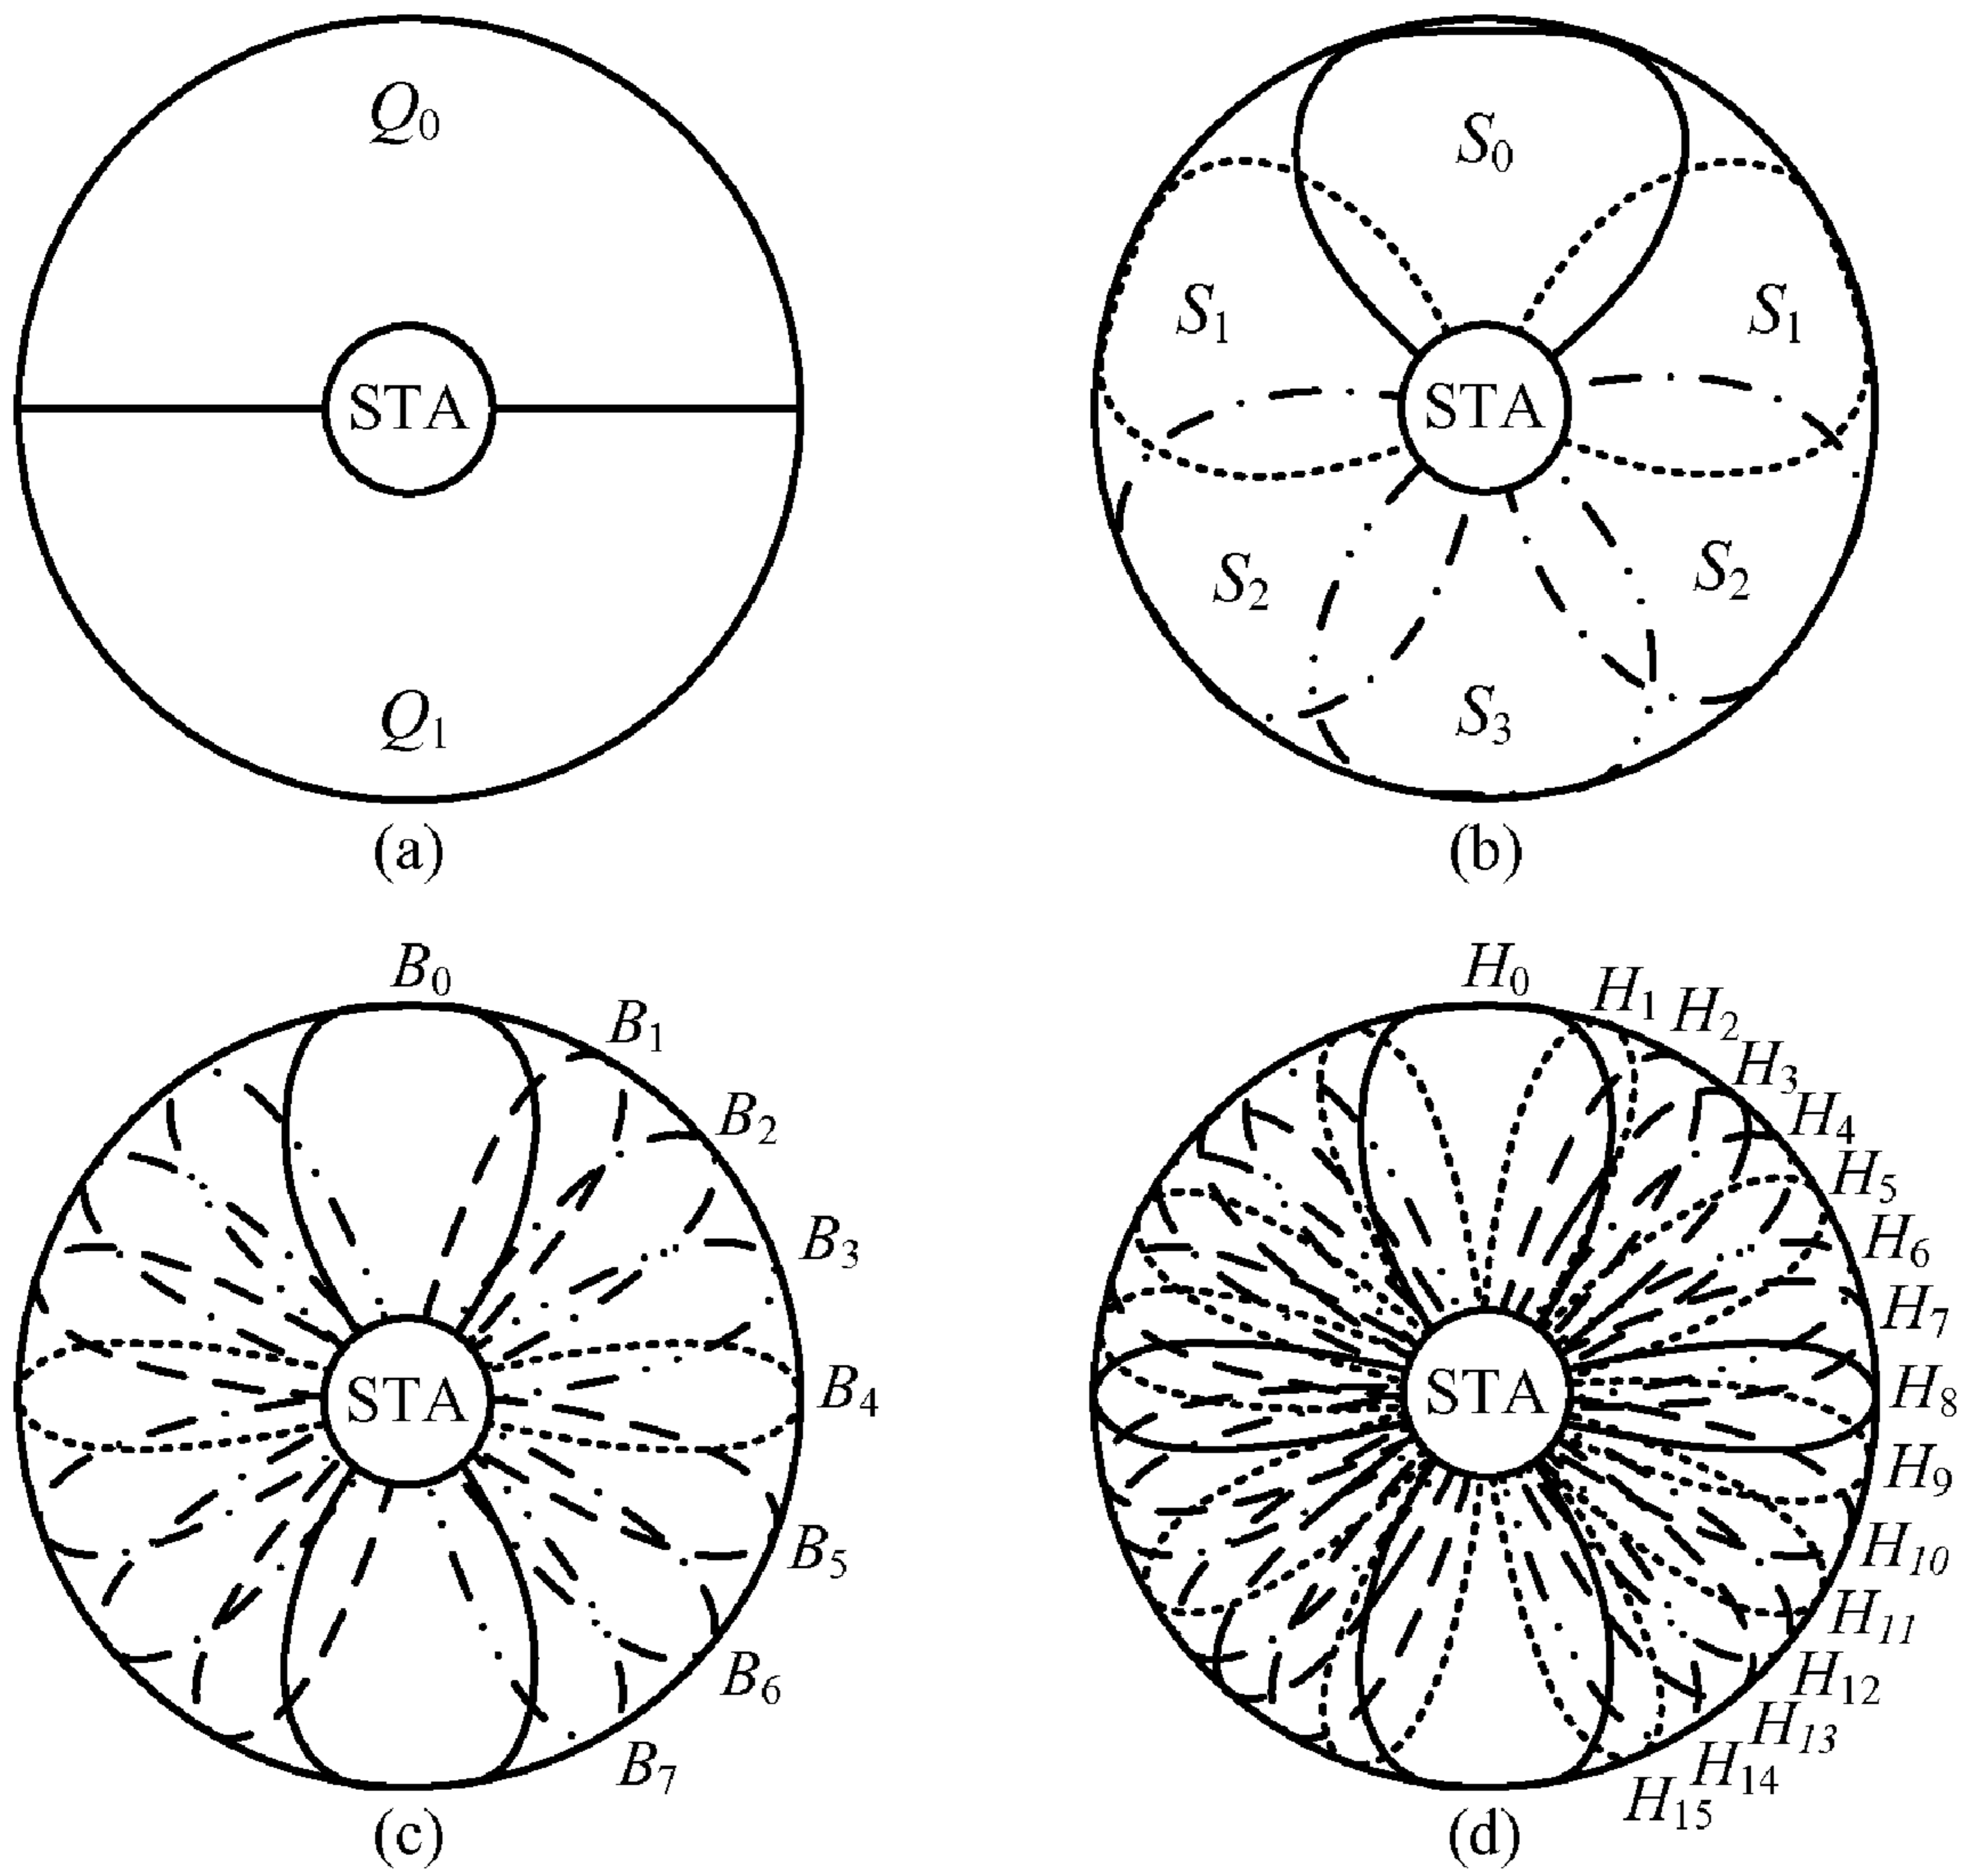 Q0
STA
Q1
(a)
S0
S1 S1
STA
S2 S2
S3
(b)
B0
B1
B2
B3
STA B4
B5
B6
B7
(c)
H0
H1
H2
H3
H4
H5
H6
H7
STA H8
H9
H10
H11
H12
H13
H14
H15
(d)